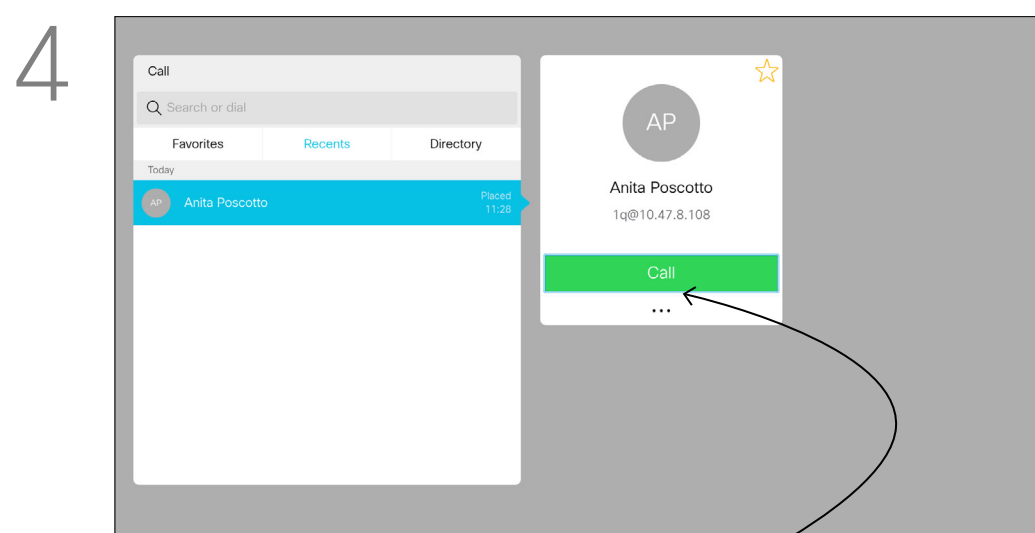 4
Call
Search or dial
Favorites Recents Directory
Today
AP Anita Poscotto Placed
11:28
AP
Anita Poscotto
1q@10.47.8.108
Call
...